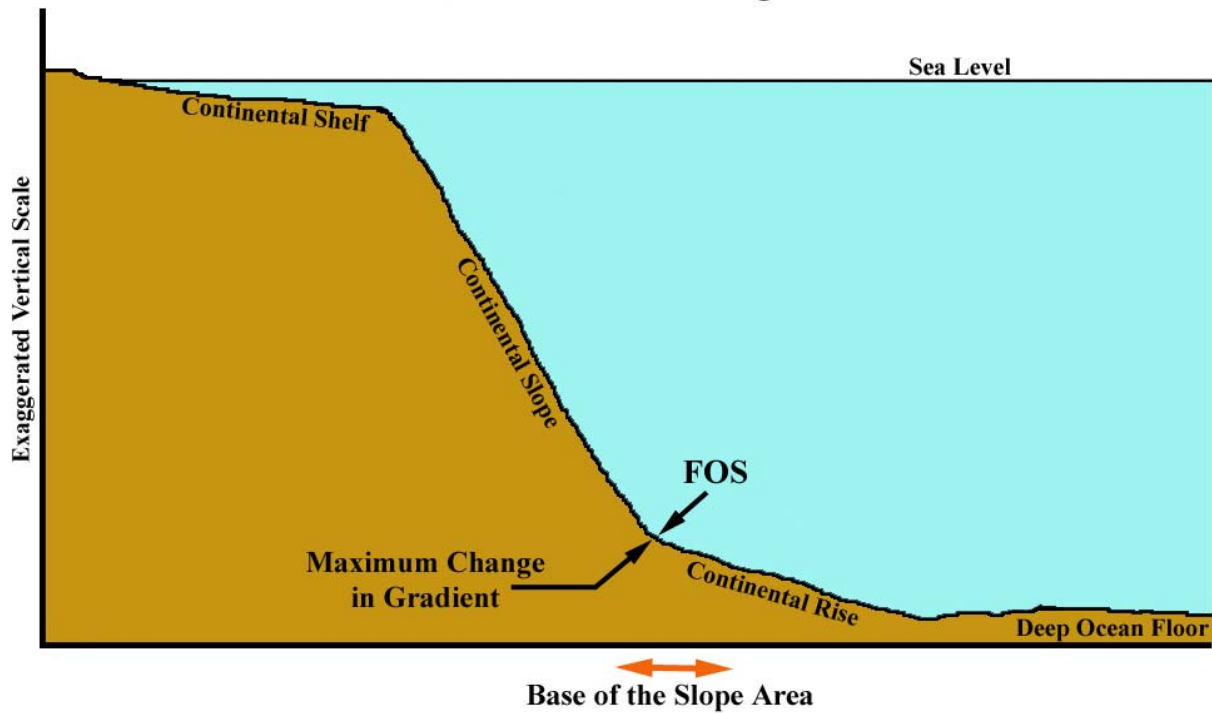 Sea Level
Continental Shelf
Exaggerated Vertical Scale
Continental Slope
FOS
Maximum Change
in Gradient
Continental Rise
Deep Ocean Floor
Base of the Slope Area